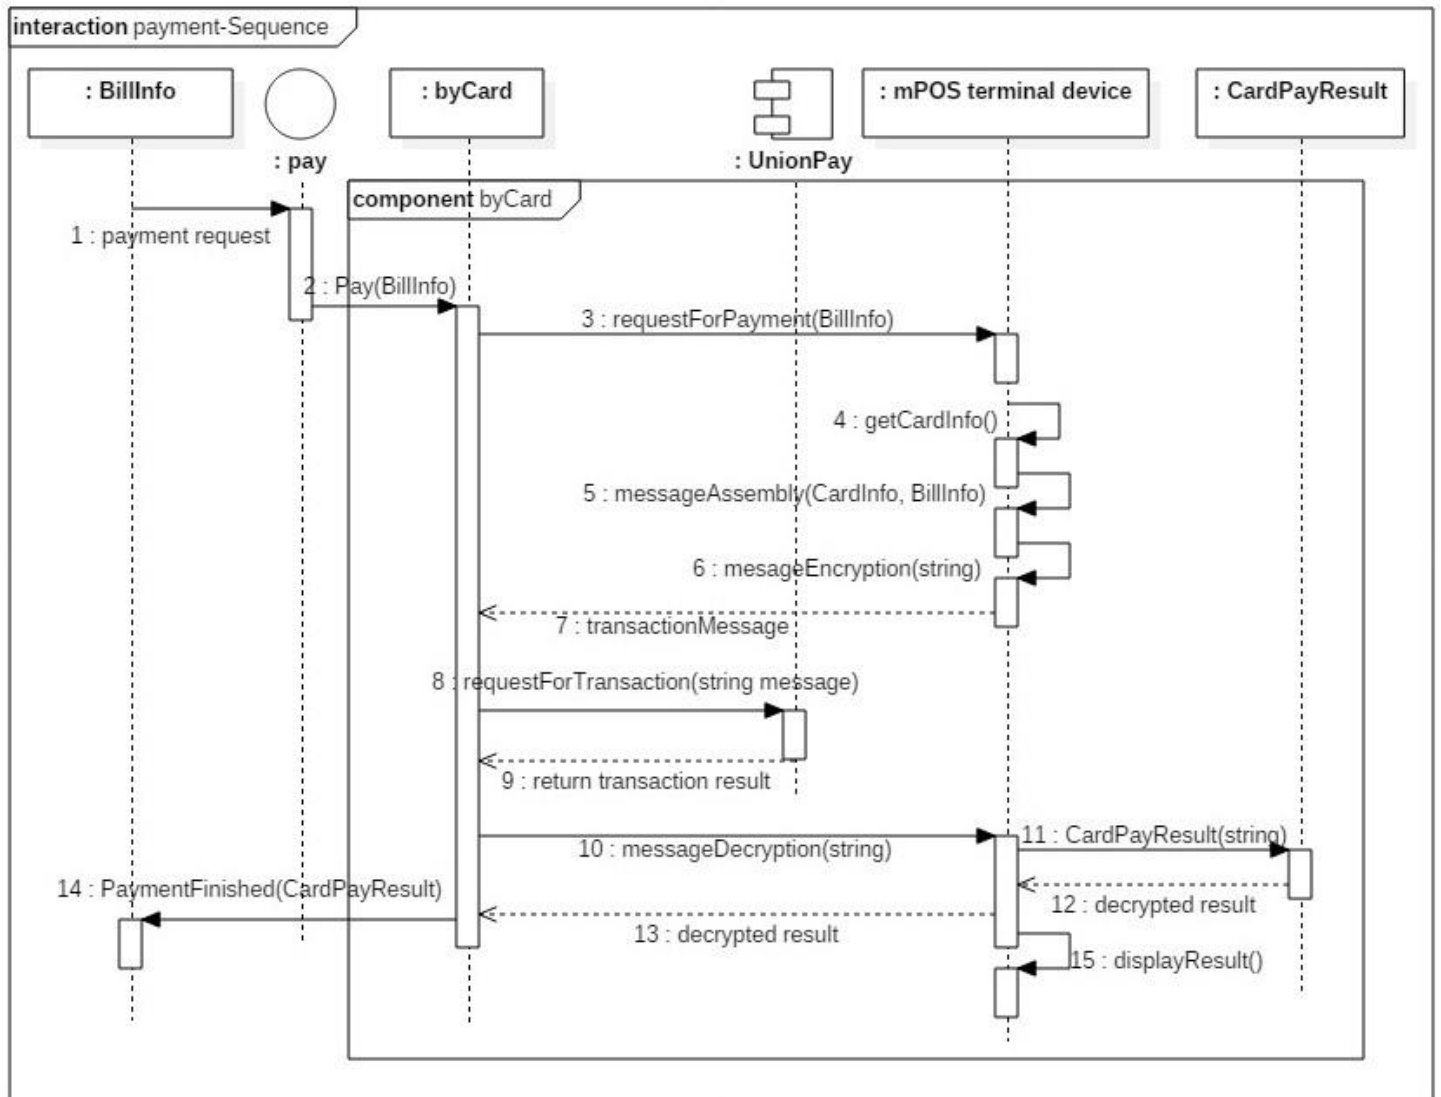 interaction payment-Sequence
: BillInfo
: pay
: byCard
: UnionPay
: mPOS terminal device
: CardPayResult
component byCard
1 : payment request
2 : Pay(BillInfo)
3 : requestForPayment(BillInfo)
4 : getCardInfo()
5 : messageAssembly(CardInfo, BillInfo)
6 : mesageEncryption(string)
7 : transactionMessage
8 : requestForTransaction(string message)
9 : return transaction result
10 : messageDecryption(string)
11 : CardPayResult(string)
12 : decrypted result
13 : decrypted result
14 : PaymentFinished(CardPayResult)
15 : displayResult()